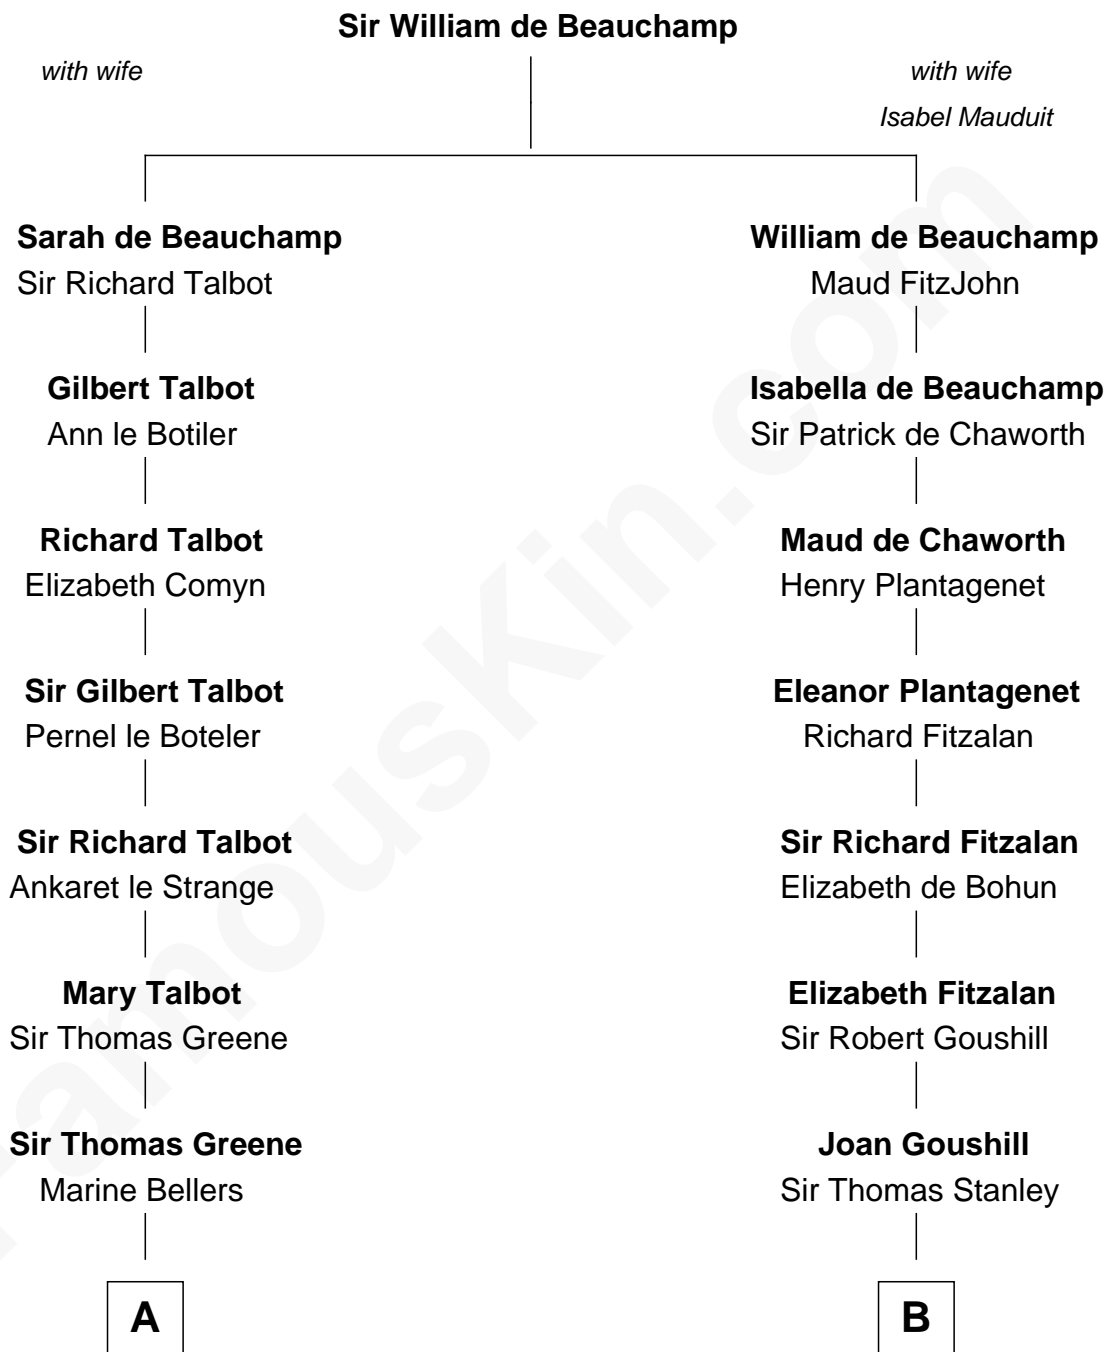 Sir William de Beauchamp
with wife
with wife
Isabel Mauduit
Sarah de Beauchamp
Sir Richard Talbot
William de Beauchamp
Maud FitzJohn
Gilbert Talbot
Ann le Botiler
Isabella de Beauchamp
Sir Patrick de Chaworth
Richard Talbot
Elizabeth Comyn
Maud de Chaworth
Henry Plantagenet
Sir Gilbert Talbot
Pernel le Boteler
Eleanor Plantagenet
Richard Fitzalan
Sir Richard Talbot
Ankaret le Strange
Sir Richard Fitzalan
Elizabeth de Bohun
Mary Talbot
Sir Thomas Greene
Elizabeth Fitzalan
Sir Robert Goushill
Sir Thomas Greene
Marine Bellers
Joan Goushill
Sir Thomas Stanley
A
B
FamousKin.com